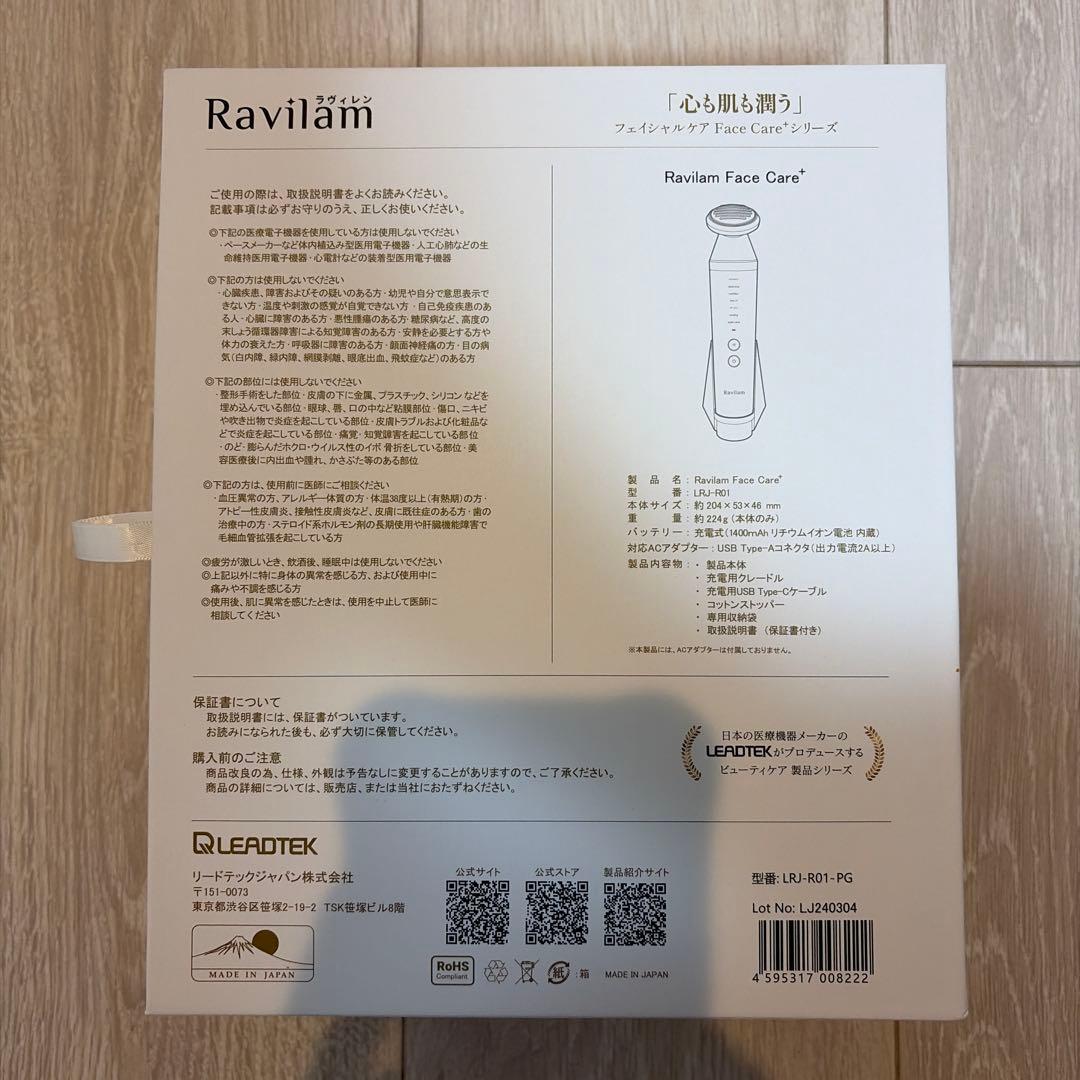 Ravilam
ラヴィレン
「心も肌も潤う」
フェイシャルケア Face Care+シリーズ
ご使用の際は、取扱説明書をよくお読みください。
記載事項は必ずお守りのうえ、正しくお使いください。
◎下記の医療電子機器を使用している方は使用しないでください
・ペースメーカーなど体内植込み型医用電子機器・人工心肺などの生
命維持医用電子機器・心電計などの装着型医用電子機器
◎下記の方は使用しないでください
・心臓疾患、障害およびその疑いのある方・幼児や自分で意思表示で
きない方・温度や刺激の感覚が自覚できない方・自己免疫疾患のあ
る人・心臓に障害のある方・悪性腫瘍のある方・糖尿病など、高度の
末しょう循環器障害による知覚障害のある方・安静を必要とする方や
体力の衰えた方・呼吸器に障害のある方・顔面神経痛の方・目の病
気(白内障、緑内障、網膜剥離、眼底出血、飛蚊症など)のある方
◎下記の部位には使用しないでください
・整形手術をした部位・皮膚の下に金属、プラスチック、シリコンなどを
埋め込んでいる部位・眼球、唇、口の中など粘膜部位・傷口、ニキビ
や吹き出物で炎症を起こしている部位・皮膚トラブルおよび化粧品な
どで炎症を起こしている部位・痛覚・知覚障害を起こしている部位
・のど・膨らんだホクロ・ウイルス性のイボ 骨折をしている部位・美
容医療後に内出血や腫れ、かさぶた等のある部位
◎下記の方は、使用前に医師にご相談ください
・血圧異常の方、アレルギー体質の方・体温38度以上(有熱期)の方・
アトピー性皮膚炎、接触性皮膚炎など、皮膚に既往症のある方・歯の
治療中の方・ステロイド系ホルモン剤の長期使用や肝臓機能障害で
毛細血管拡張を起こしている方
◎疲労が激しいとき、飲酒後、睡眠中は使用しないでください
◎上記以外に特に身体の異常を感じる方、および使用中に
痛みや不調を感じる方
◎使用後、肌に異常を感じたときは、使用を中止して医師に
相談してください
Ravilam Face Care+
Ravilam
製品名：Ravilam Face Care+
型番：LRJ-R01
本体サイズ：約 204×53×46 mm
重量：約224g(本体のみ)
バッテリー：充電式(1400mAh リチウムイオン電池 内蔵)
対応ACアダプター：USB Type-Aコネクタ(出力電流2A以上)
製品内容物：・製品本体
・充電用クレードル
・充電用USB Type-Cケーブル
・コットンストッパー
・専用収納袋
・取扱説明書（保証書付き）
※本製品には、ACアダプターは付属しておりません。
保証書について
取扱説明書には、保証書がついています。
お読みになられた後も、必ず大切に保管してください。
購入前のご注意
商品改良の為、仕様、外観は予告なしに変更することがありますので、ご了承ください。
商品の詳細については、販売店、または当社におたずねください。
日本の医療機器メーカーの
LEADTEKがプロデュースする
ビューティケア 製品シリーズ
LEADTEK
リードテックジャパン株式会社
〒151-0073
東京都渋谷区笹塚2-19-2 TSK笹塚ビル8階
MADE IN JAPAN
公式サイト
公式ストア
製品紹介サイト
RoHS
Compliant
紙：箱
MADE IN JAPAN
型番: LRJ-R01-PG
Lot No: LJ240304
4 595317 008222